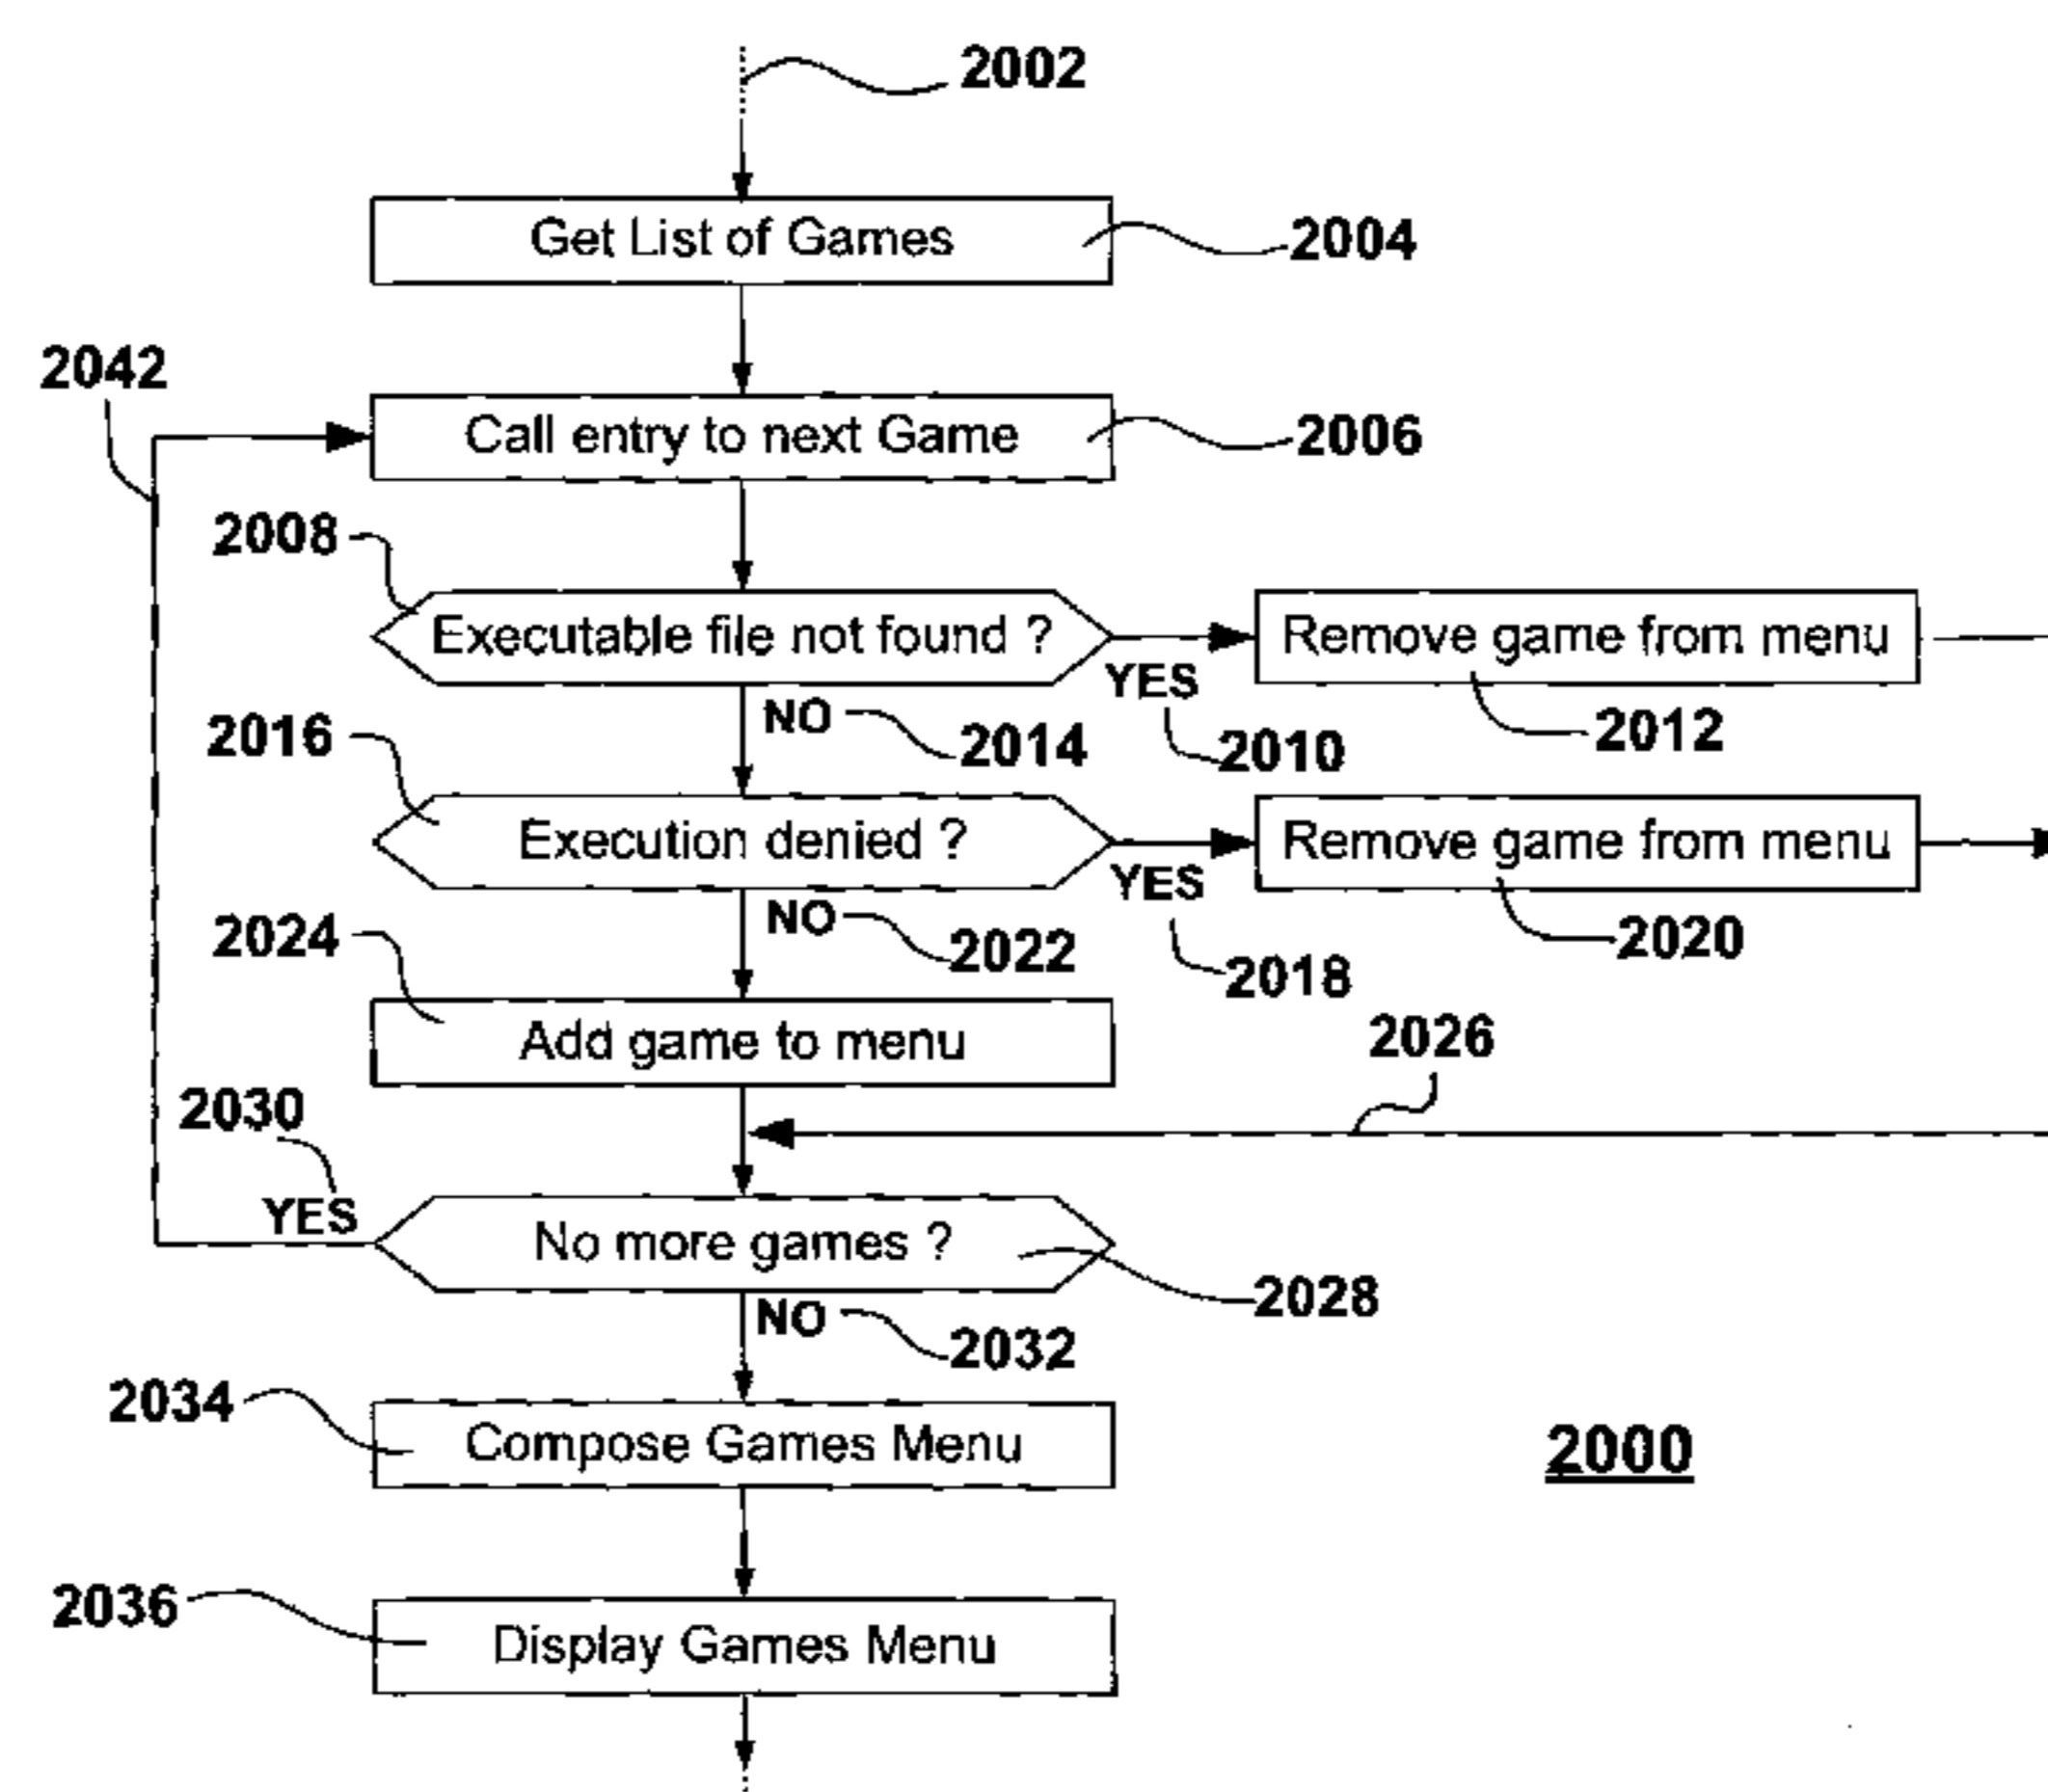 2002
Get List of Games
2004
2042
Call entry to next Game
2006
2008
Executable file not found ?
YES
2010
Remove game from menu
2012
NO
2014
2016
Execution denied ?
YES
2018
Remove game from menu
2020
NO
2022
2024
Add game to menu
2026
2030
YES
No more games ?
2028
NO
2032
2034
Compose Games Menu
2000
2036
Display Games Menu